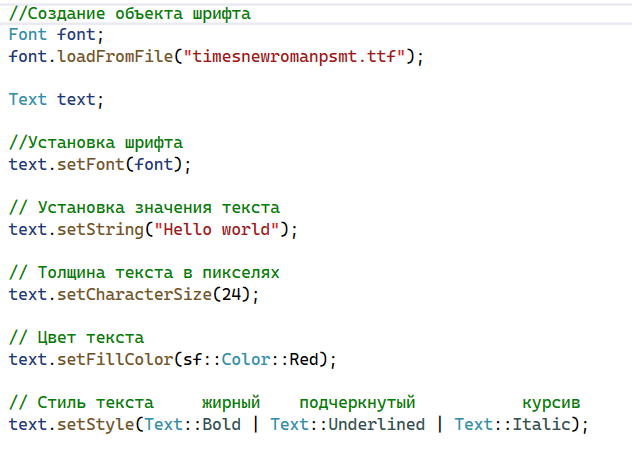 //Создание объекта шрифта
Font font;
font.loadFromFile("timesnewromanpsmt.ttf");
Text text;
//Установка шрифта
text.setFont(font);
// Установка значения текста
text.setString("Hello world");
// Толщина текста в пикселях
text.setCharacterSize(24);
// Цвет текста
text.setFillColor(sf::Color::Red);
// Стиль текста     жирный    подчеркнутый           курсив
text.setStyle(Text::Bold | Text::Underlined | Text::Italic);